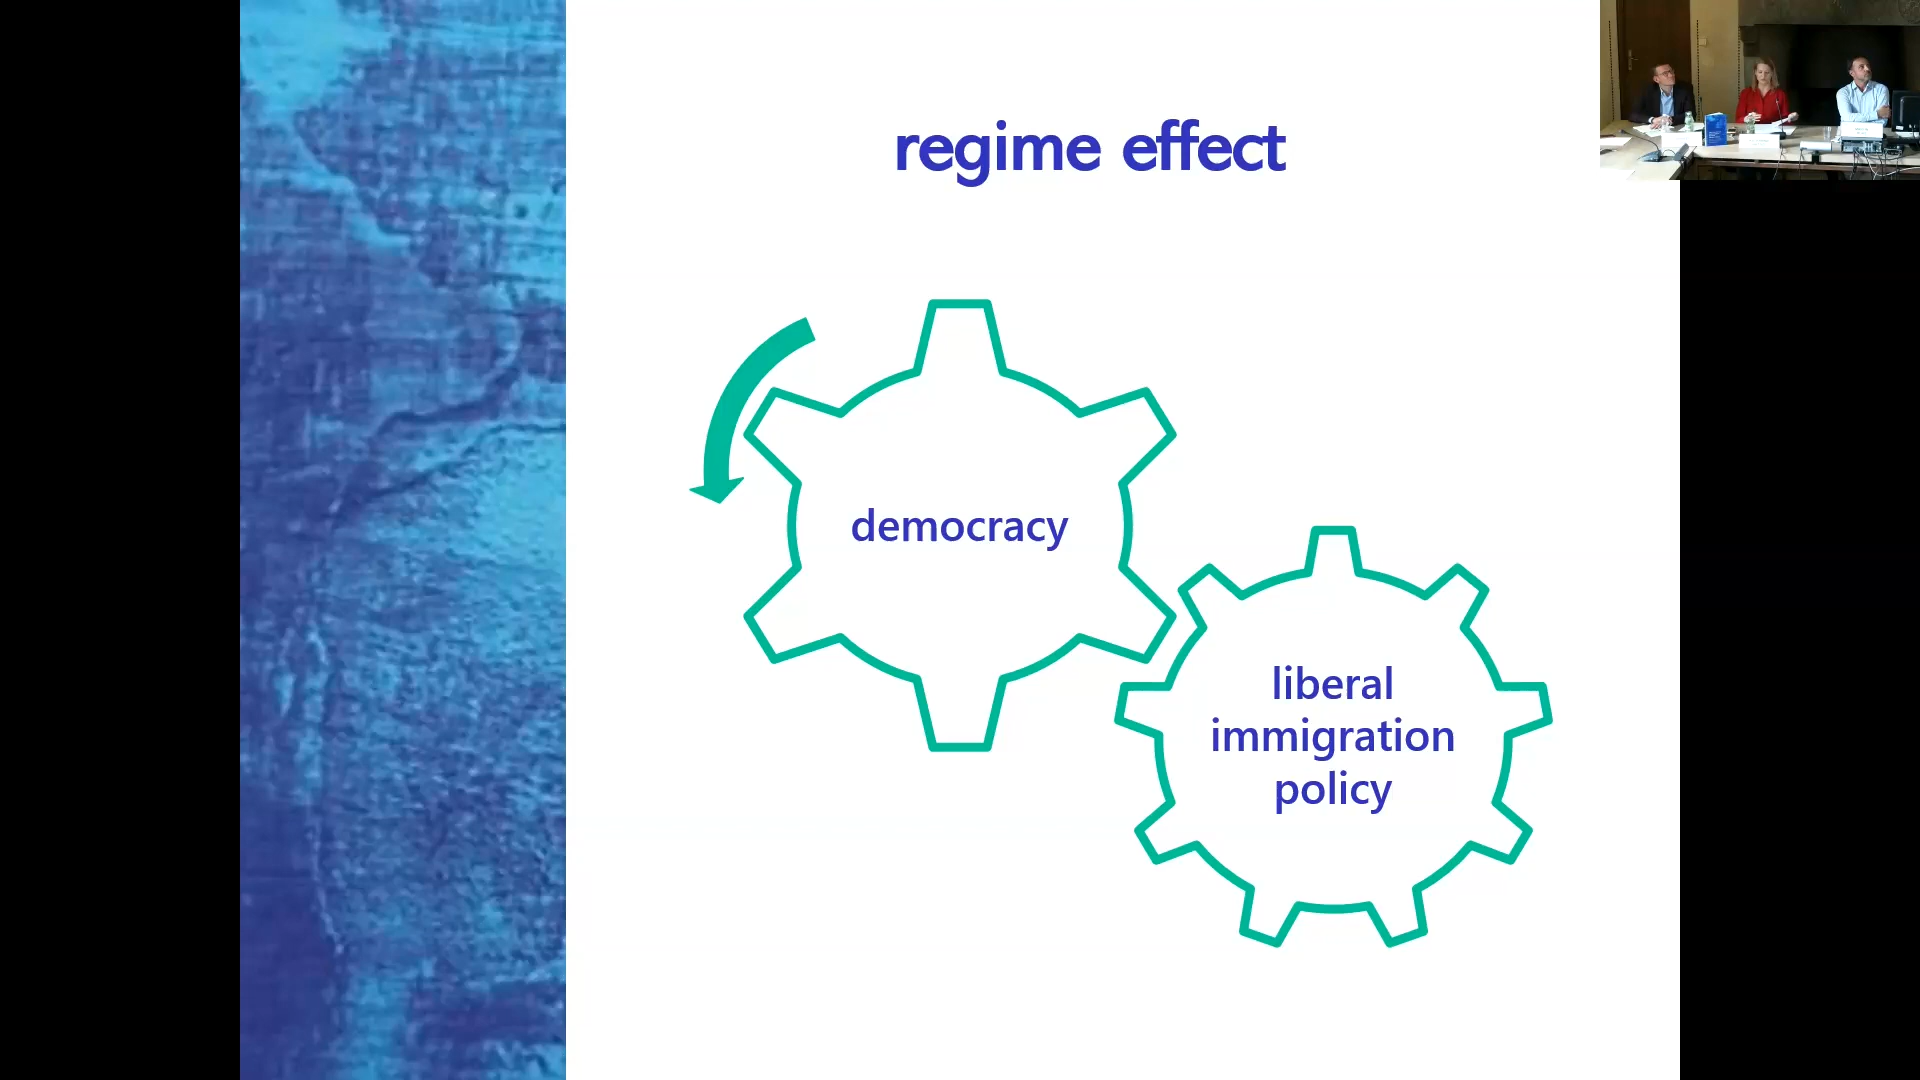 regime effect
democracy
liberal
immigration
policy